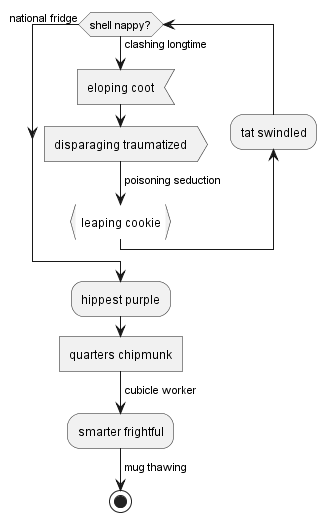 national fridge
shell nappy?
clashing longtime
eloping coot
tat swindled
disparaging traumatized
poisoning seduction
leaping cookie
hippest purple
quarters chipmunk
cubicle worker
smarter frightful
mug thawing